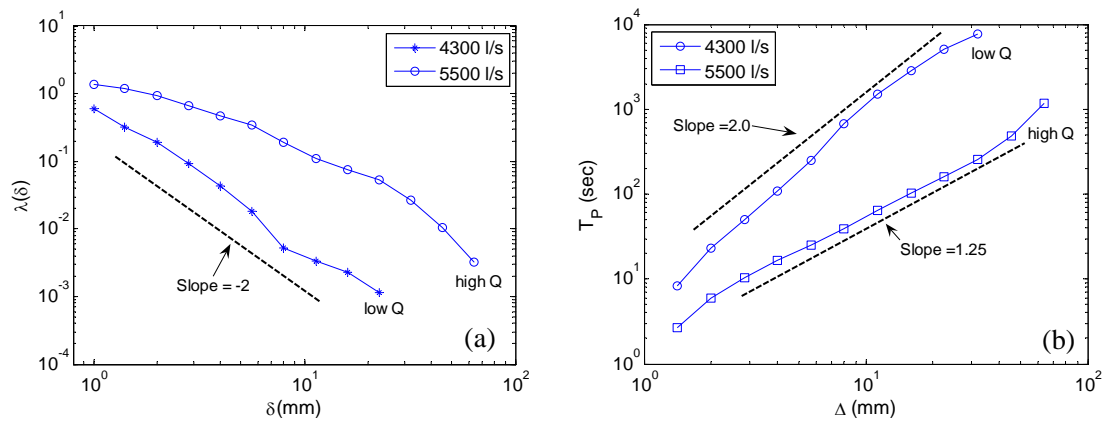 10^1
10^0
10^-1
10^-2
10^-3
10^-4
λ(δ)
4300 l/s
5500 l/s
Slope = -2
high Q
low Q
(a)
10^0
10^1
10^2
δ(mm)
10^4
10^3
10^2
10^1
10^0
T_P (sec)
4300 l/s
5500 l/s
low Q
Slope =2.0
high Q
Slope =1.25
(b)
10^0
10^1
10^2
Δ (mm)